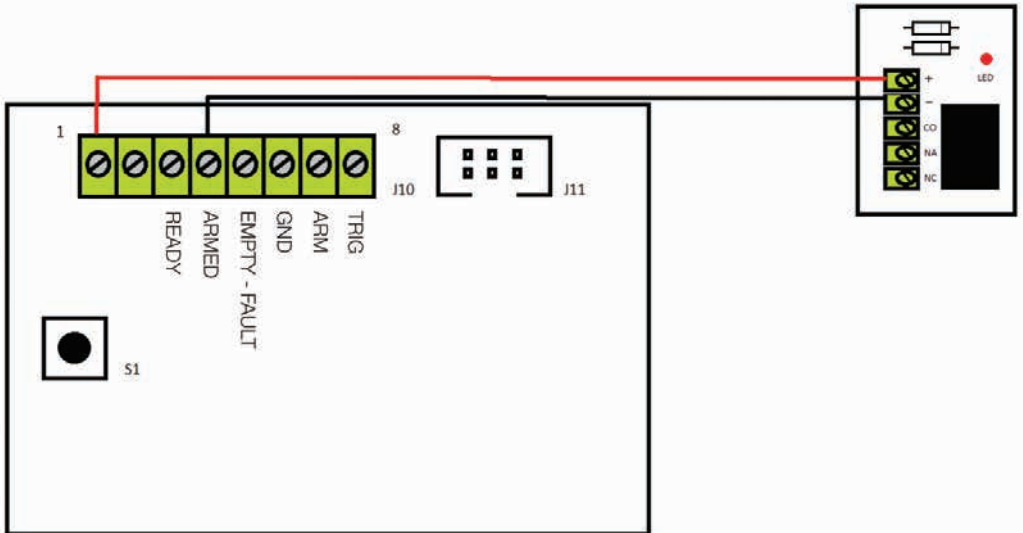 +
LED
−
CO
NA
NC
1
8
J10
J11
READY
ARMED
EMPTY - FAULT
GND
ARM
TRIG
S1